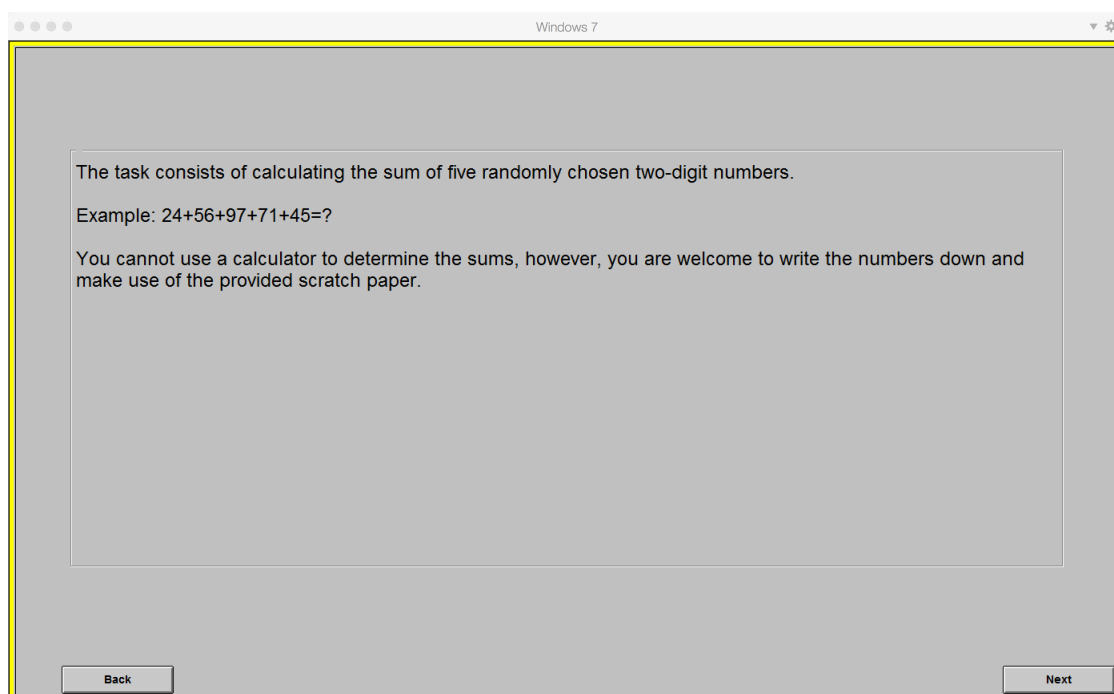 Windows 7
The task consists of calculating the sum of five randomly chosen two-digit numbers.
Example: 24+56+97+71+45=?
You cannot use a calculator to determine the sums, however, you are welcome to write the numbers down and
make use of the provided scratch paper.
Back
Next